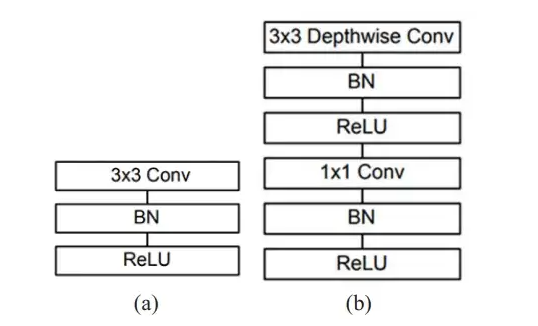 3x3 Conv
BN
ReLU
(a)
3x3 Depthwise Conv
BN
ReLU
1x1 Conv
BN
ReLU
(b)